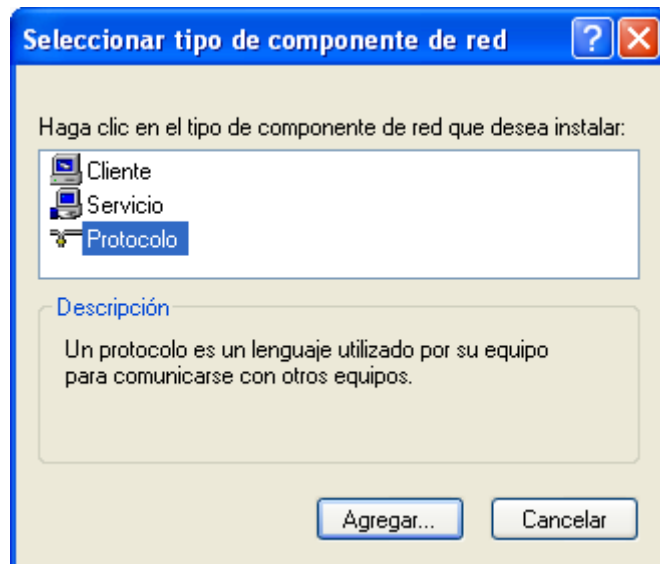 Seleccionar tipo de componente de red
Haga clic en el tipo de componente de red que desea instalar:
Cliente
Servicio
Protocolo
Descripción
Un protocolo es un lenguaje utilizado por su equipo
para comunicarse con otros equipos.
Agregar... Cancelar